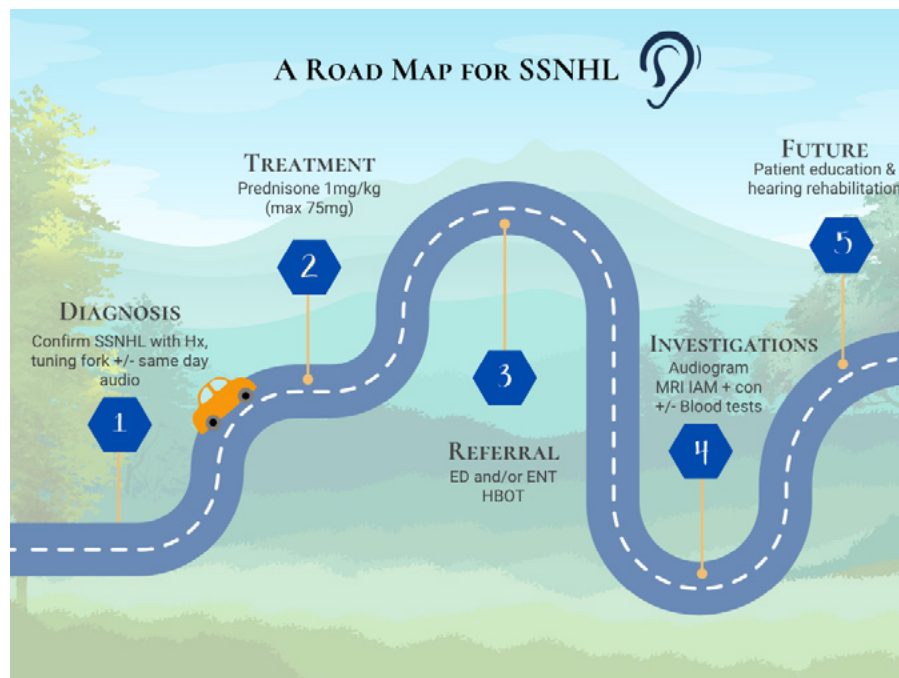 A Road Map for SSNHL
Diagnosis
Confirm SSNHL with Hx,
tuning fork +/- same day
audio
1
Treatment
Prednisone 1mg/kg
(max 75mg)
2
3
Referral
ED and/or ENT
HBOT
Investigations
Audiogram
MRI IAM + con
+/- Blood tests
4
Future
Patient education &
hearing rehabilitation
5